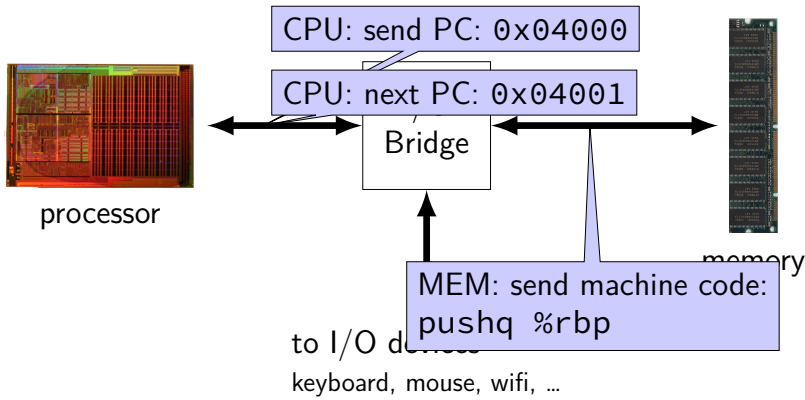 CPU: send PC: 0x04000
CPU: next PC: 0x04001
Bridge
processor
memory
MEM: send machine code:
pushq %rbp
to I/O devices
keyboard, mouse, wifi, …